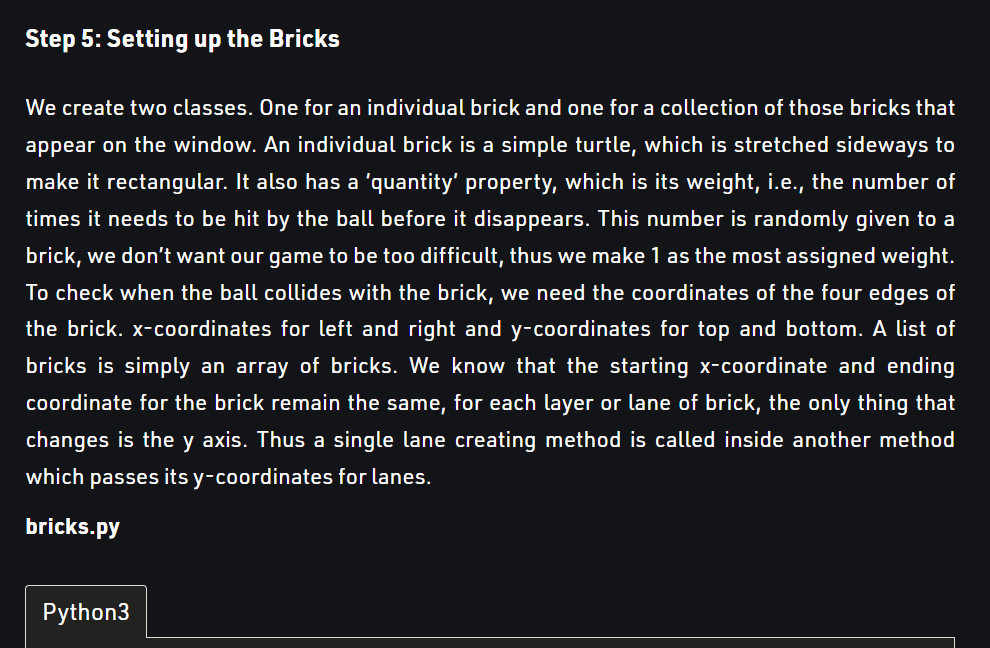 Step 5: Setting up the Bricks
We create two classes. One for an individual brick and one for a collection of those bricks that
appear on the window. An individual brick is a simple turtle, which is stretched sideways to
make it rectangular. It also has a ‘quantity’ property, which is its weight, i.e., the number of
times it needs to be hit by the ball before it disappears. This number is randomly given to a
brick, we don’t want our game to be too difficult, thus we make 1 as the most assigned weight.
To check when the ball collides with the brick, we need the coordinates of the four edges of
the brick. x-coordinates for left and right and y-coordinates for top and bottom. A list of
bricks is simply an array of bricks. We know that the starting x-coordinate and ending
coordinate for the brick remain the same, for each layer or lane of brick, the only thing that
changes is the y axis. Thus a single lane creating method is called inside another method
which passes its y-coordinates for lanes.
bricks.py
Python3